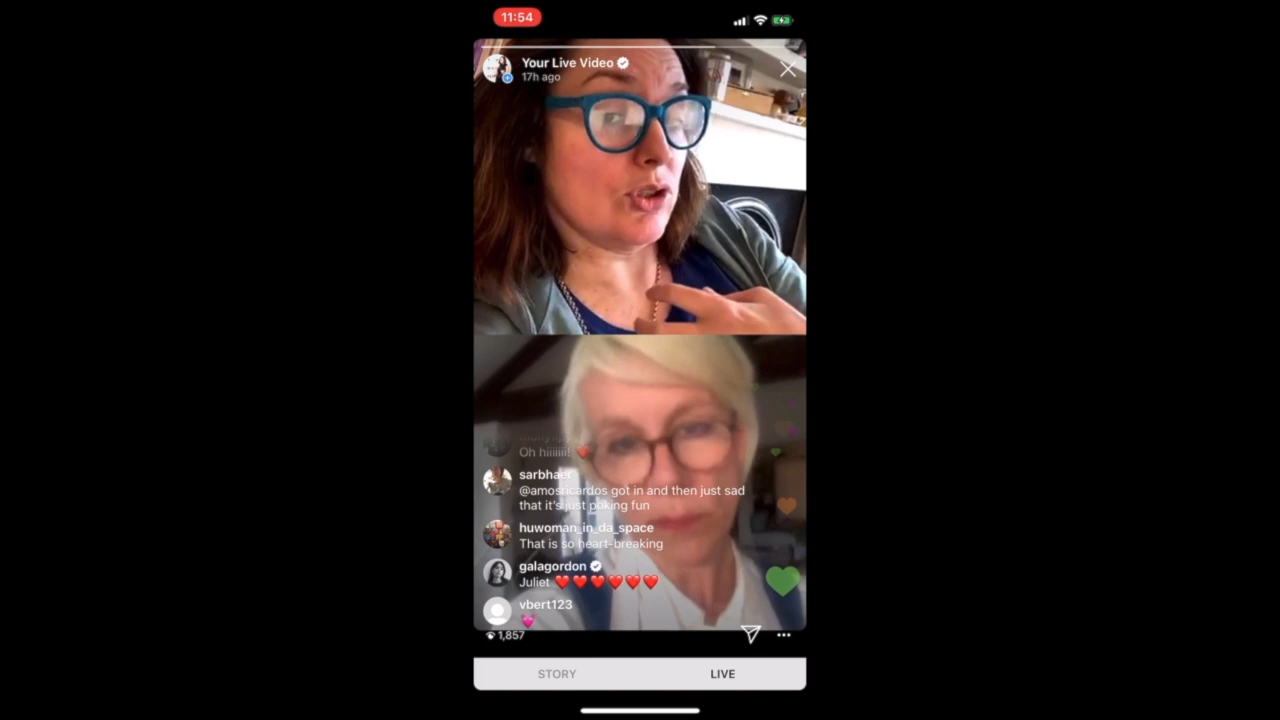 11:54
Your Live Video
17h ago
Oh hiiiiiii! ❤️
sarbhaer
@amosricardos got in and then just sad
that it's just poking fun
huwoman_in_da_space
That is so heart-breaking
galagordon
Juliet ❤️❤️❤️❤️❤️❤️
vbert123
💓
1,857
STORY
LIVE